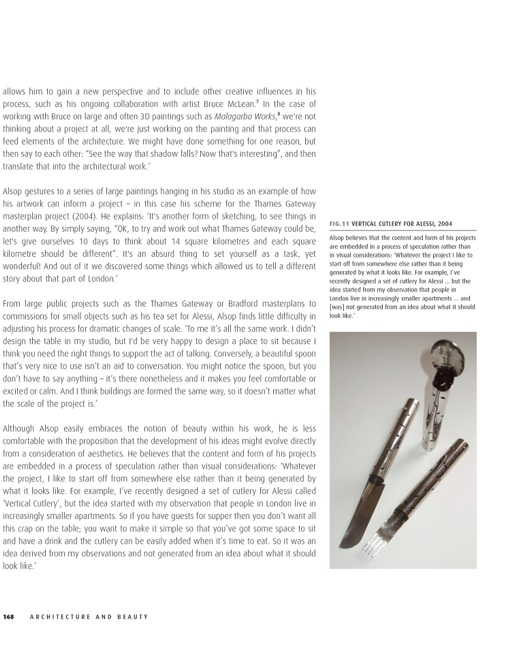 allows him to gain a new perspective and to include other creative influences in his
process, such as his ongoing collaboration with artist Bruce McLean.⁷ In the case of
working with Bruce on large and often 3D paintings such as Malagarba Works,⁸ we're not
thinking about a project at all, we're just working on the painting and that process can
feed elements of the architecture. We might have done something for one reason, but
then say to each other: "See the way that shadow falls? Now that's interesting", and then
translate that into the architectural work.'
Alsop gestures to a series of large paintings hanging in his studio as an example of how
his artwork can inform a project – in this case his scheme for the Thames Gateway
masterplan project (2004). He explains: 'It's another form of sketching, to see things in
another way. By simply saying, "OK, to try and work out what Thames Gateway could be,
let's give ourselves 10 days to think about 14 square kilometres and each square
kilometre should be different". It's an absurd thing to set yourself as a task, yet
wonderful! And out of it we discovered some things which allowed us to tell a different
story about that part of London.'
From large public projects such as the Thames Gateway or Bradford masterplans to
commissions for small objects such as his tea set for Alessi, Alsop finds little difficulty in
adjusting his process for dramatic changes of scale. 'To me it's all the same work. I didn't
design the table in my studio, but I'd be very happy to design a place to sit because I
think you need the right things to support the act of talking. Conversely, a beautiful spoon
that's very nice to use isn't an aid to conversation. You might notice the spoon, but you
don't have to say anything – it's there nonetheless and it makes you feel comfortable or
excited or calm. And I think buildings are formed the same way, so it doesn't matter what
the scale of the project is.'
Although Alsop easily embraces the notion of beauty within his work, he is less
comfortable with the proposition that the development of his ideas might evolve directly
from a consideration of aesthetics. He believes that the content and form of his projects
are embedded in a process of speculation rather than visual considerations: 'Whatever
the project, I like to start off from somewhere else rather than it being generated by
what it looks like. For example, I've recently designed a set of cutlery for Alessi called
'Vertical Cutlery', but the idea started with my observation that people in London live in
increasingly smaller apartments. So if you have guests for supper then you don't want all
this crap on the table; you want to make it simple so that you've got some space to sit
and have a drink and the cutlery can be easily added when it's time to eat. So it was an
idea derived from my observations and not generated from an idea about what it should
look like.'
FIG.11 VERTICAL CUTLERY FOR ALESSI, 2004
Alsop believes that the content and form of his projects
are embedded in a process of speculation rather than
in visual considerations: 'Whatever the project I like to
start off from somewhere else rather than it being
generated by what it looks like. For example, I've
recently designed a set of cutlery for Alessi ... but the
idea started from my observation that people in
London live in increasingly smaller apartments ... and
[was] not generated from an idea about what it should
look like.'
168 ARCHITECTURE AND BEAUTY